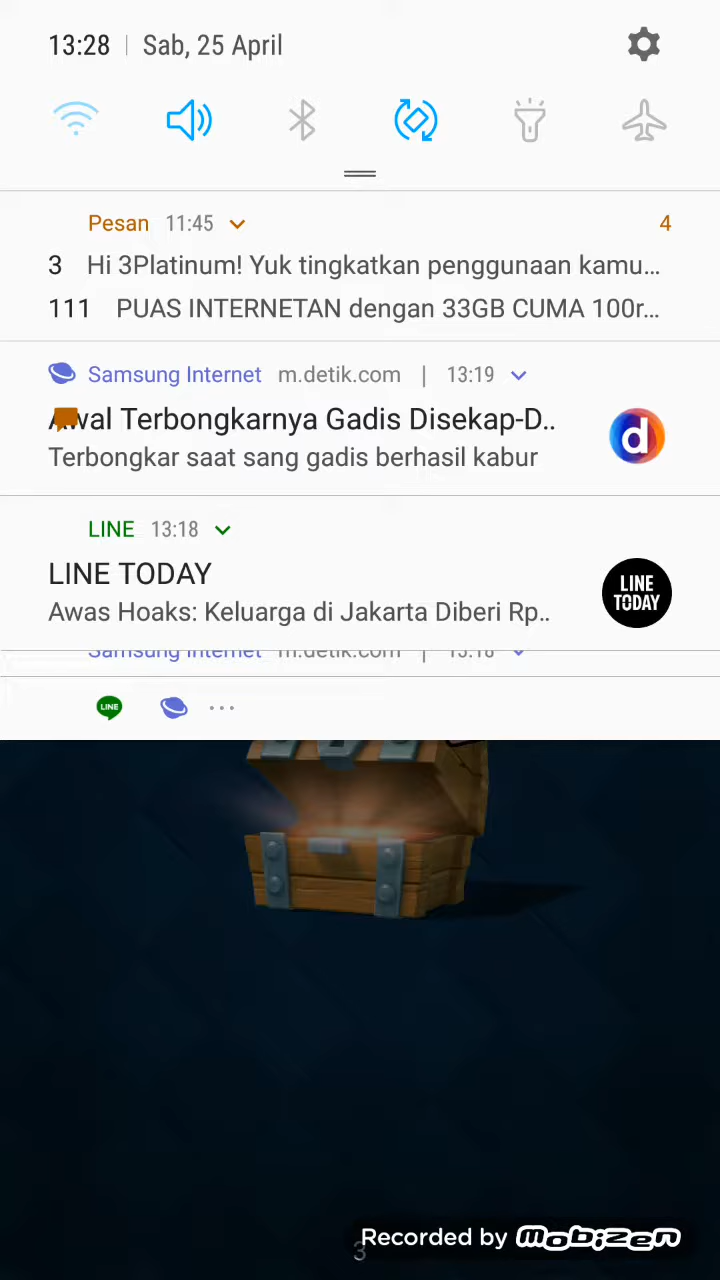 13:28 | Sab, 25 April
Pesan 11:45 4
3 Hi 3Platinum! Yuk tingkatkan penggunaan kamu...
111 PUAS INTERNETAN dengan 33GB CUMA 100r...
Samsung Internet m.detik.com | 13:19
Awal Terbongkarnya Gadis Disekap-D..
d
Terbongkar saat sang gadis berhasil kabur
LINE 13:18
LINE TODAY
LINE TODAY
Awas Hoaks: Keluarga di Jakarta Diberi Rp..
Samsung Internet m.detik.com | 13:18
LINE
...
Recorded by mobizen
3